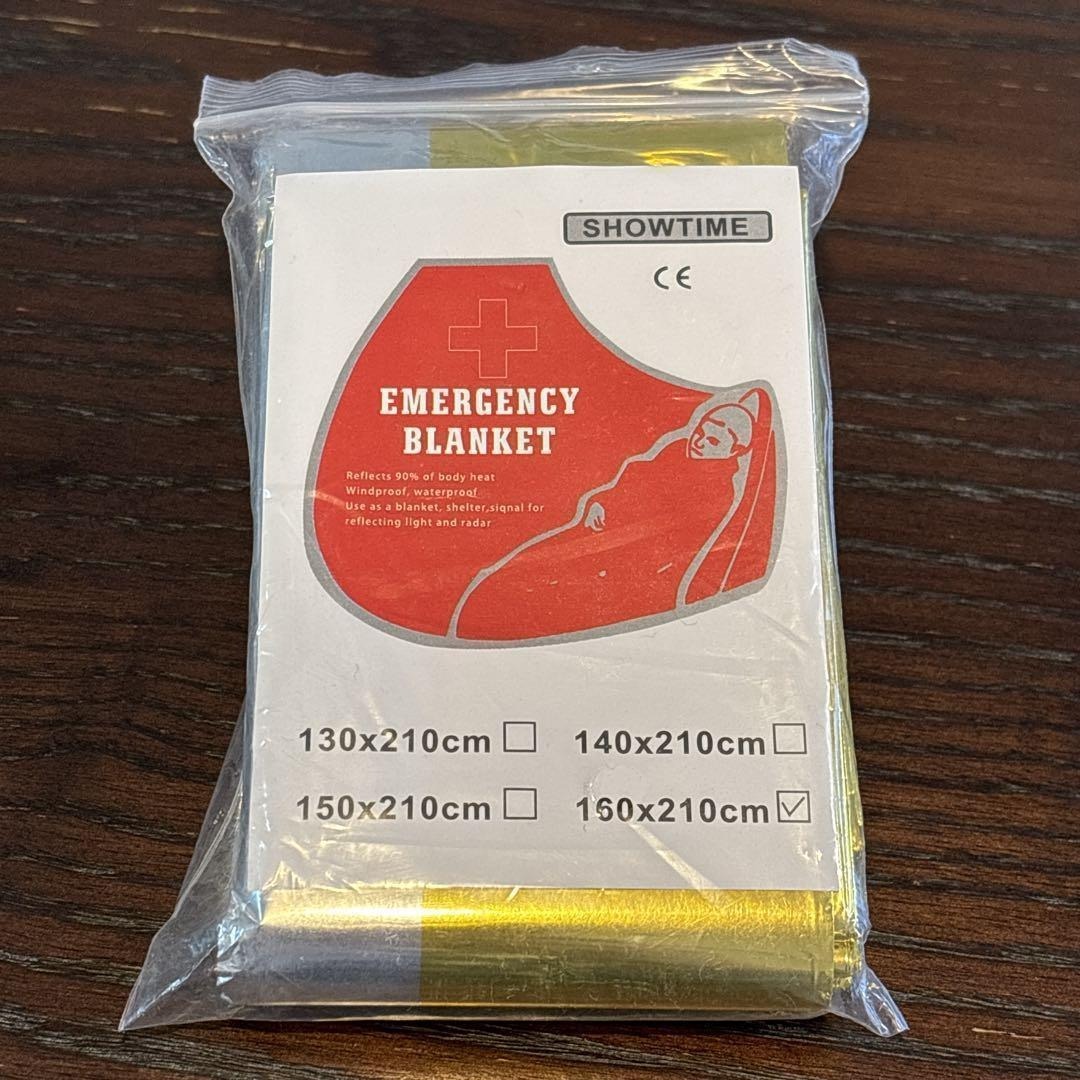 SHOWTIME
CE
EMERGENCY
BLANKET
Reflects 90% of body heat
Windproof, waterproof
Use as a blanket, shelter,siqnal for
reflecting light and radar
130x210cm
140x210cm
150x210cm
160x210cm